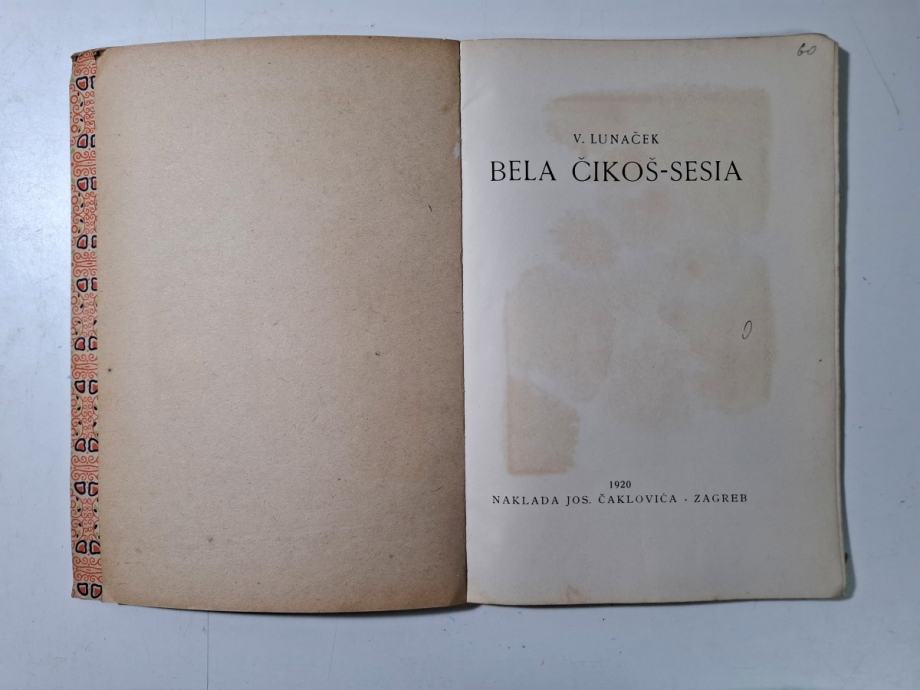 60
V. LUNAČEK
BELA ČIKOŠ-SESIA
1920
NAKLADA JOS. ČAKLOVIĆA · ZAGREB